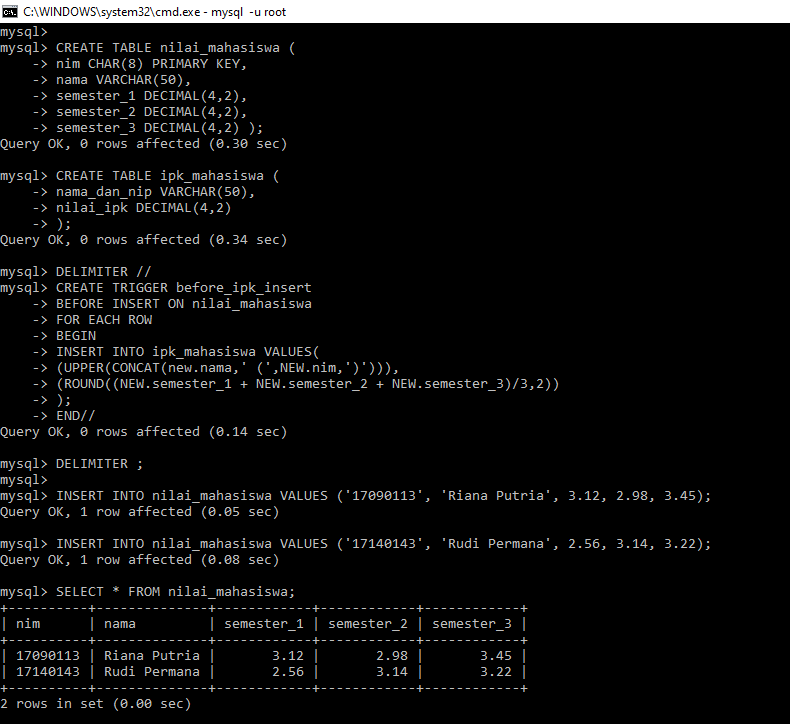 C:\WINDOWS\system32\cmd.exe - mysql  -u root
mysql>
mysql> CREATE TABLE nilai_mahasiswa (
    -> nim CHAR(8) PRIMARY KEY,
    -> nama VARCHAR(50),
    -> semester_1 DECIMAL(4,2),
    -> semester_2 DECIMAL(4,2),
    -> semester_3 DECIMAL(4,2) );
Query OK, 0 rows affected (0.30 sec)
mysql> CREATE TABLE ipk_mahasiswa (
    -> nama_dan_nip VARCHAR(50),
    -> nilai_ipk DECIMAL(4,2)
    -> );
Query OK, 0 rows affected (0.34 sec)
mysql> DELIMITER //
mysql> CREATE TRIGGER before_ipk_insert
    -> BEFORE INSERT ON nilai_mahasiswa
    -> FOR EACH ROW
    -> BEGIN
    -> INSERT INTO ipk_mahasiswa VALUES(
    -> (UPPER(CONCAT(new.nama,' (',NEW.nim,')'))),
    -> (ROUND((NEW.semester_1 + NEW.semester_2 + NEW.semester_3)/3,2))
    -> );
    -> END//
Query OK, 0 rows affected (0.14 sec)
mysql> DELIMITER ;
mysql>
mysql> INSERT INTO nilai_mahasiswa VALUES ('17090113', 'Riana Putria', 3.12, 2.98, 3.45);
Query OK, 1 row affected (0.05 sec)
mysql> INSERT INTO nilai_mahasiswa VALUES ('17140143', 'Rudi Permana', 2.56, 3.14, 3.22);
Query OK, 1 row affected (0.08 sec)
mysql> SELECT * FROM nilai_mahasiswa;
+----------+--------------+------------+------------+------------+
| nim      | nama         | semester_1 | semester_2 | semester_3 |
+----------+--------------+------------+------------+------------+
| 17090113 | Riana Putria |       3.12 |       2.98 |       3.45 |
| 17140143 | Rudi Permana |       2.56 |       3.14 |       3.22 |
+----------+--------------+------------+------------+------------+
2 rows in set (0.00 sec)